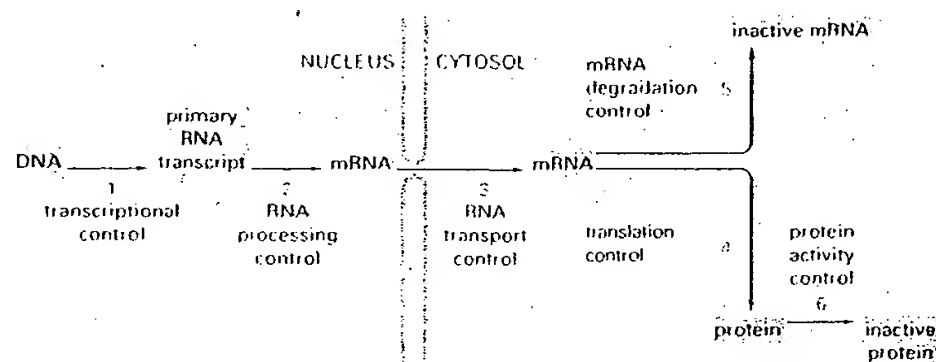 inactive mRNA
NUCLEUS
CYTOSOL
mRNA
degradation
control
5
primary
RNA
transcript
DNA
mRNA
mRNA
1
transcriptional
control
2
RNA
processing
control
3
RNA
transport
control
translation
control
4
protein
activity
control
6
protein
inactive
protein